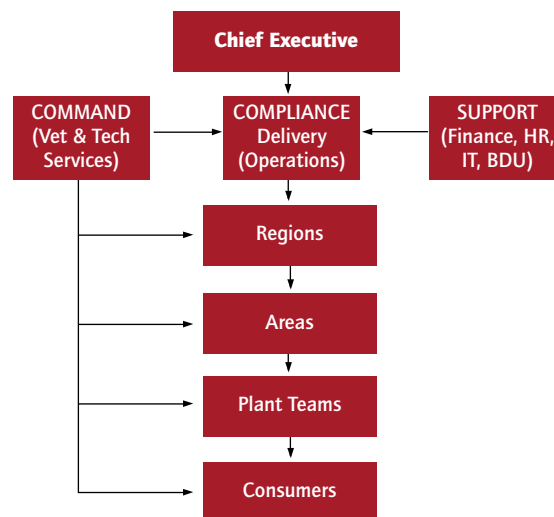 Chief Executive
COMMAND
(Vet & Tech
Services)
COMPLIANCE
Delivery
(Operations)
SUPPORT
(Finance, HR,
IT, BDU)
Regions
Areas
Plant Teams
Consumers